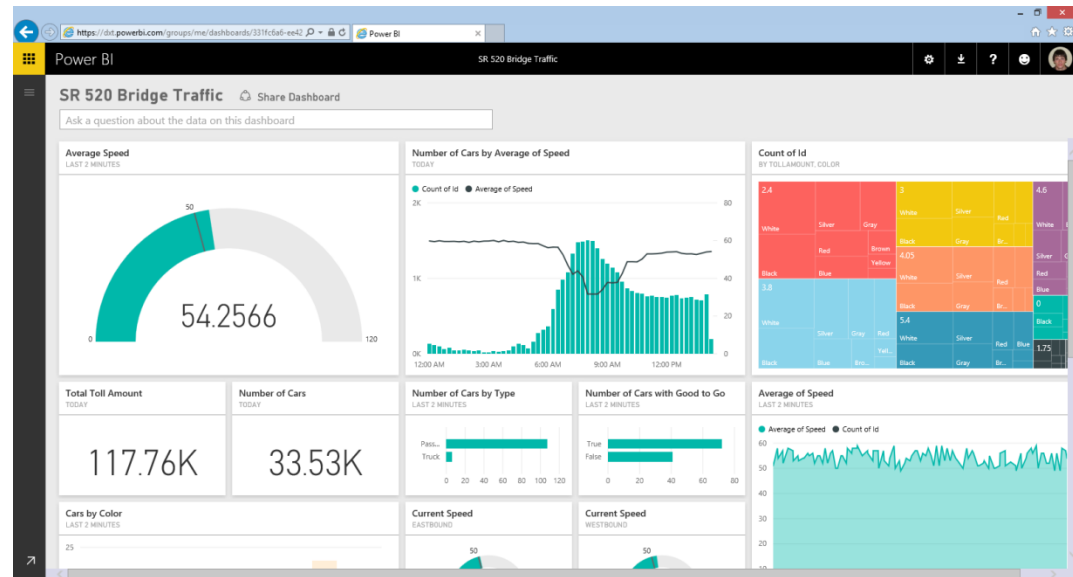 https://dxt.powerbi.com/groups/me/dashboards/331fc6a6-ee42
Power BI
Power BI
SR 520 Bridge Traffic
?
SR 520 Bridge Traffic
Share Dashboard
Ask a question about the data on this dashboard
Average Speed
LAST 2 MINUTES
50
54.2566
0
120
Number of Cars by Average of Speed
TODAY
Count of Id
Average of Speed
2K
80
60
1K
40
20
0K
0
12:00 AM
3:00 AM
6:00 AM
9:00 AM
12:00 PM
Count of Id
BY TOLLAMOUNT, COLOR
2.4
White
Silver
Gray
Red
Brown
Yellow
Black
Blue
3
White
Silver
Red
Black
Gray
Br...
4.6
White
Silver
Red
Blue
4.05
White
Silver
Red
Black
Gray
Br...
3.8
White
Silver
Gray
Red
Yell...
Black
Blue
Bro...
5.4
White
Silver
Red
Blue
Black
Gray
Br...
0
Black
1.75
Total Toll Amount
TODAY
117.76K
Number of Cars
TODAY
33.53K
Number of Cars by Type
LAST 2 MINUTES
Pass...
Truck
0 20 40 60 80 100 120
Number of Cars with Good to Go
LAST 2 MINUTES
True
False
0 20 40 60 80
Average of Speed
LAST 2 MINUTES
Average of Speed
Count of Id
60
50
40
30
20
10
Cars by Color
LAST 2 MINUTES
25
Current Speed
EASTBOUND
50
Current Speed
WESTBOUND
50